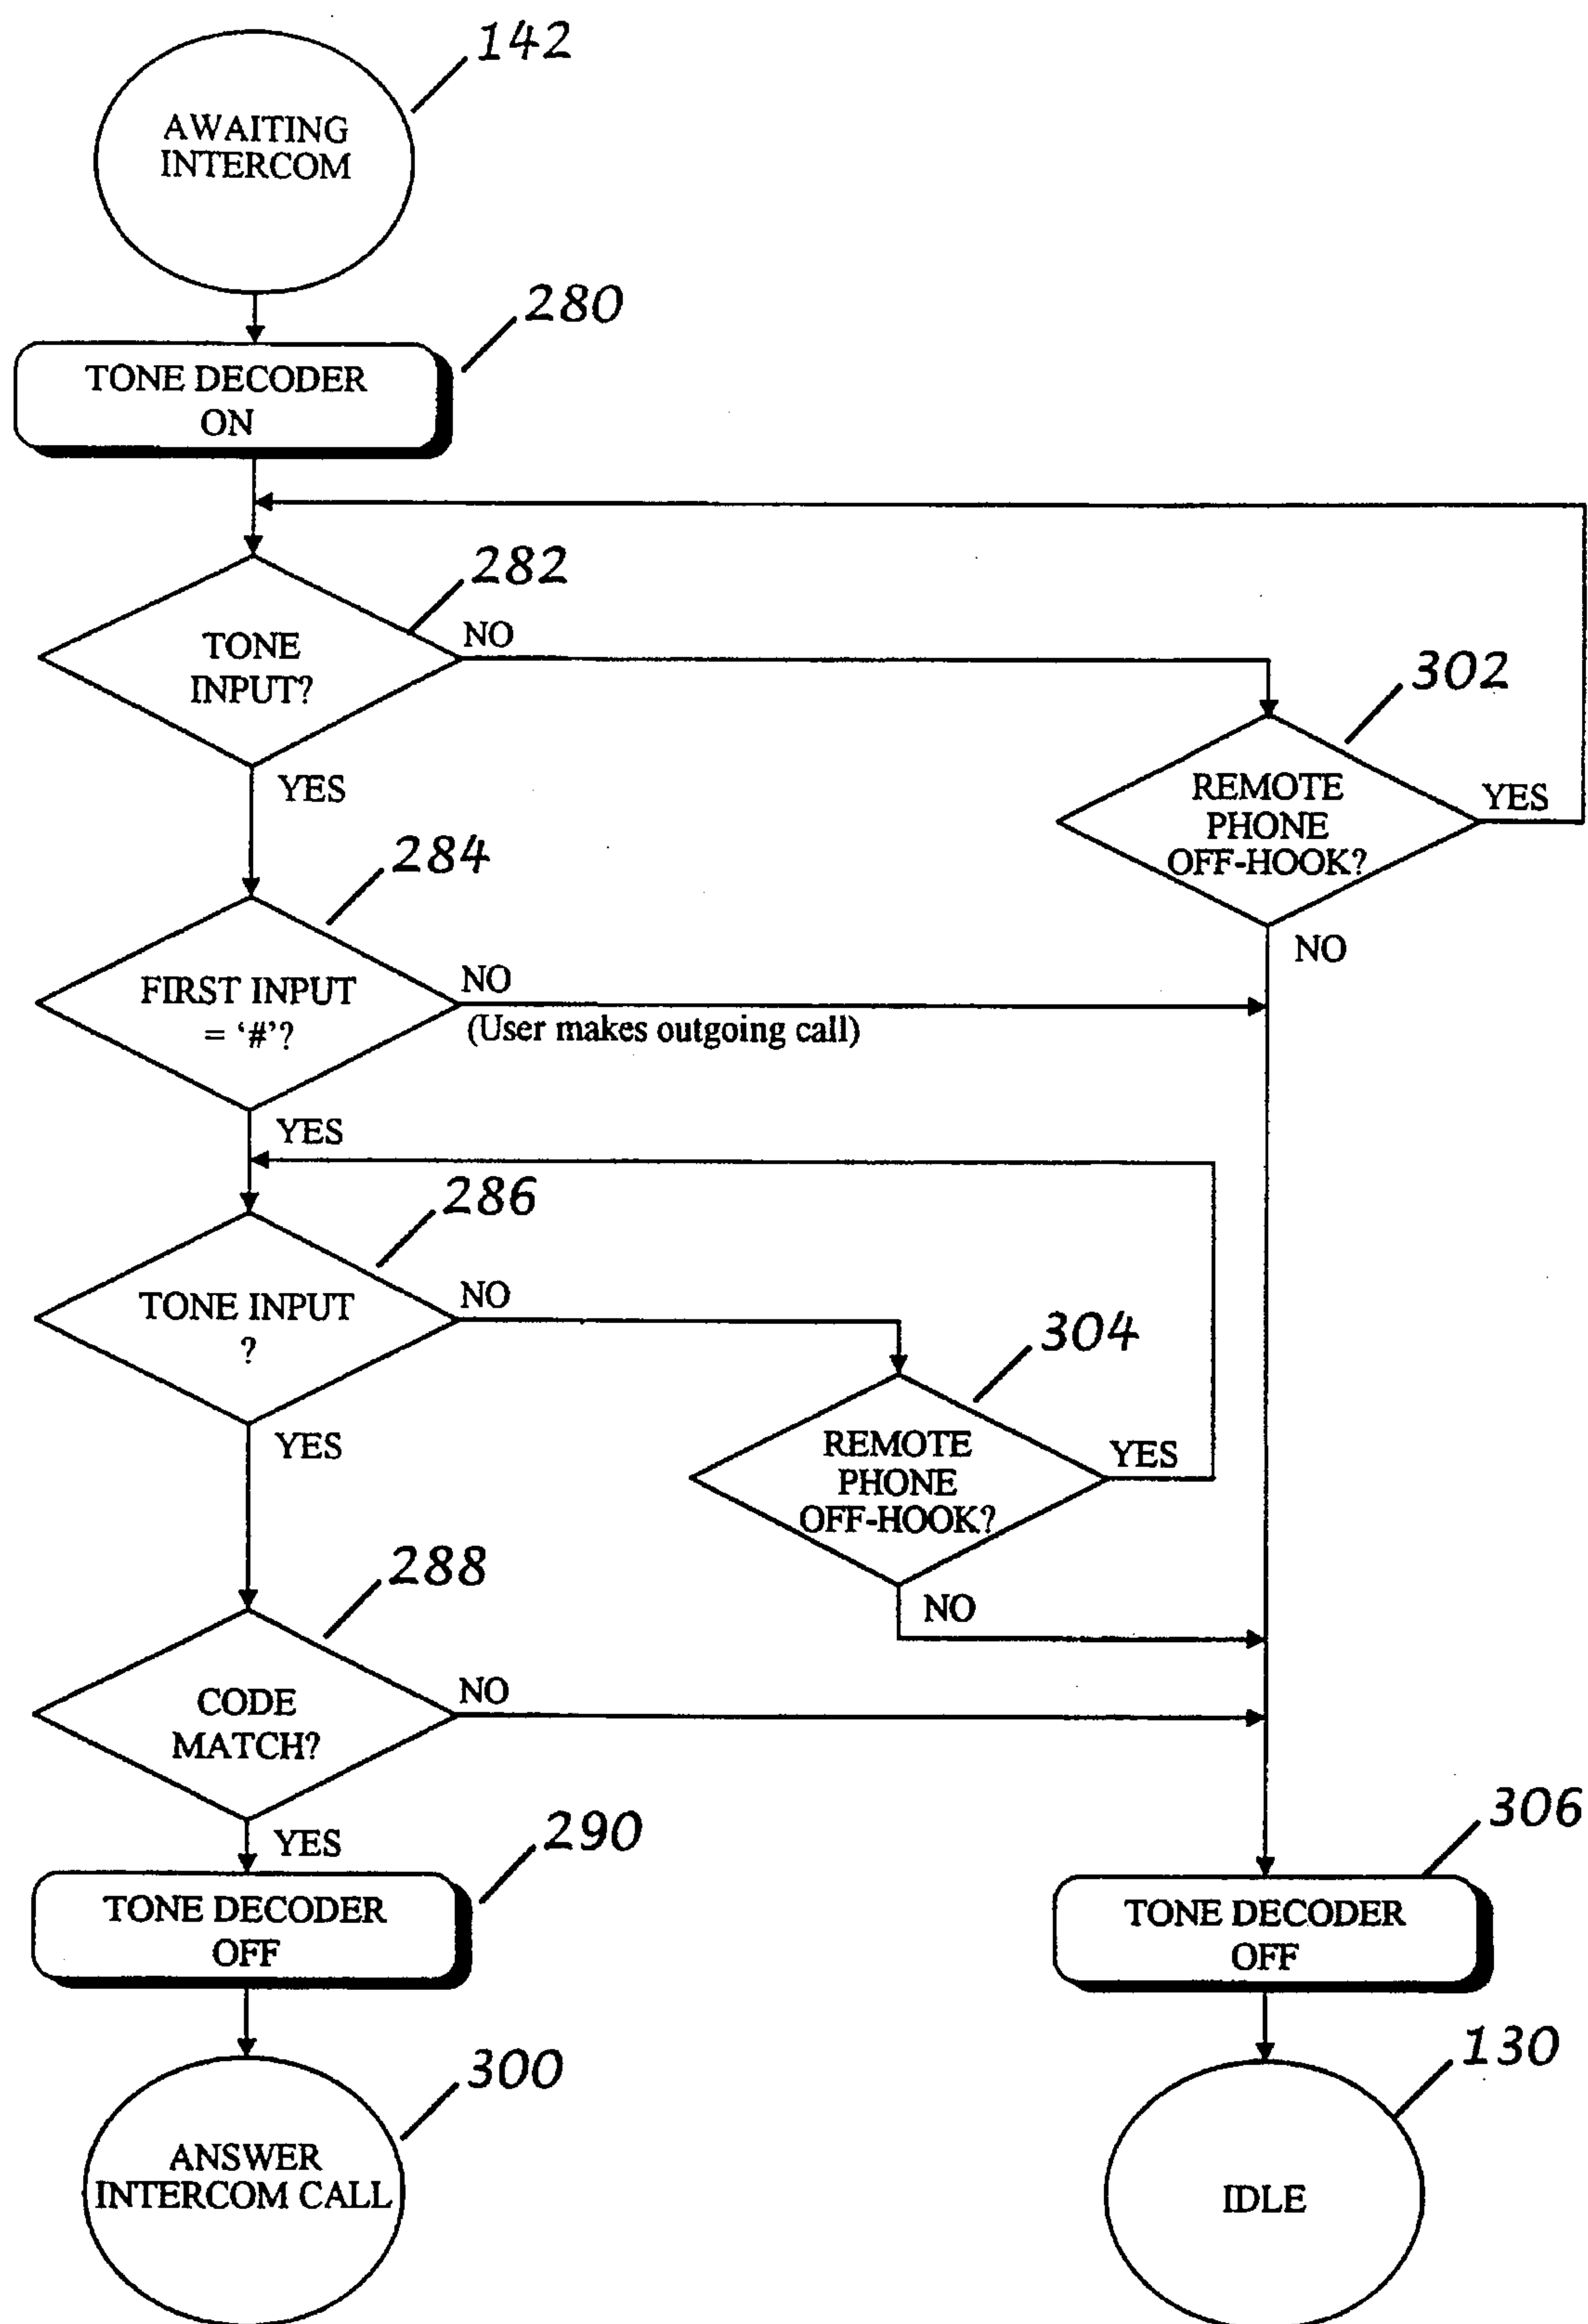 142
AWAITING
INTERCOM
280
TONE DECODER
ON
282
TONE
INPUT?
NO
YES
302
REMOTE
PHONE
OFF-HOOK?
YES
NO
284
FIRST INPUT
= ‘#’?
NO
(User makes outgoing call)
YES
286
TONE INPUT
?
NO
YES
304
REMOTE
PHONE
OFF-HOOK?
YES
NO
288
CODE
MATCH?
NO
YES
290
TONE DECODER
OFF
306
TONE DECODER
OFF
300
ANSWER
INTERCOM CALL
130
IDLE